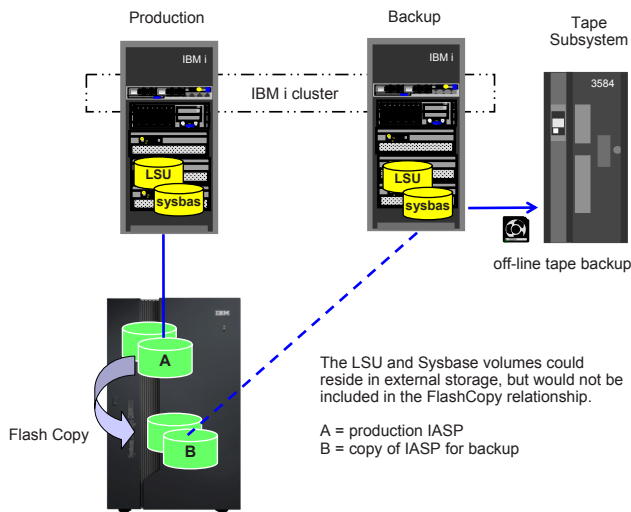 Production
Backup
Tape
Subsystem
IBM i
IBM i
IBM i cluster
3584
LSU
sysbas
LSU
sysbas
off-line tape backup
IBM
A
B
Flash Copy
The LSU and Sysbase volumes could
reside in external storage, but would not be
included in the FlashCopy relationship.
A = production IASP
B = copy of IASP for backup